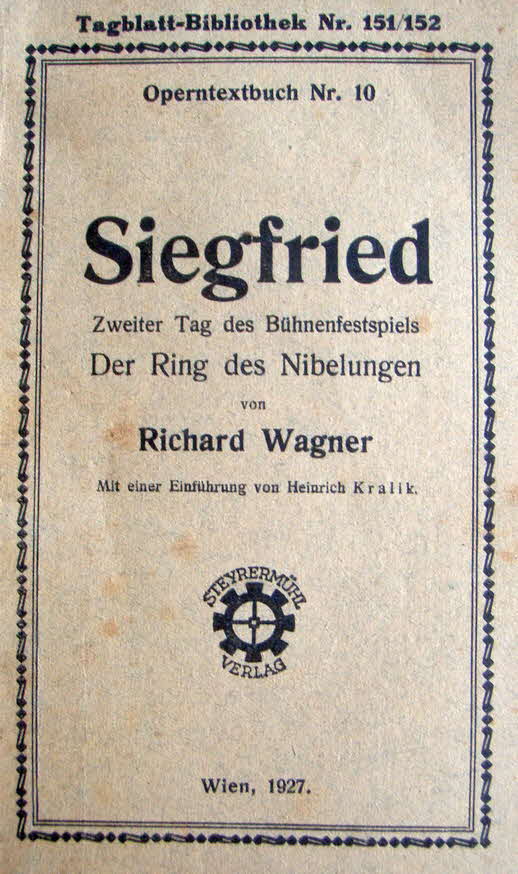 Tagblatt-Bibliothek Nr. 151/152
Operntextbuch Nr. 10
Siegfried
Zweiter Tag des Bühnenfestspiels
Der Ring des Nibelungen
von
Richard Wagner
Mit einer Einführung von Heinrich Kralik.
STEYRERMÜHL
VERLAG
Wien, 1927.